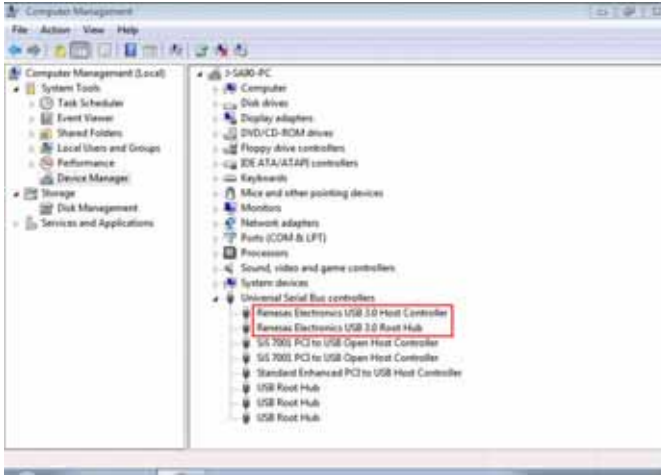 Computer Management
File Action View Help
Computer Management (Local)
System Tools
Task Scheduler
Event Viewer
Shared Folders
Local Users and Groups
Performance
Device Manager
Storage
Disk Management
Services and Applications
Computer
Disk drives
Display adapters
DVD/CD-ROM drives
Floppy drive controllers
IDE ATA/ATAPI controllers
Keyboards
Mice and other pointing devices
Monitors
Network adapters
Ports (COM & LPT)
Processors
Sound, video and game controllers
System devices
Universal Serial Bus controllers
Renesas Electronics USB 3.0 Host Controller
Renesas Electronics USB 3.0 Root Hub
SiS 7001 PCI to USB Open Host Controller
SiS 7001 PCI to USB Open Host Controller
Standard Enhanced PCI to USB Host Controller
USB Root Hub
USB Root Hub
USB Root Hub